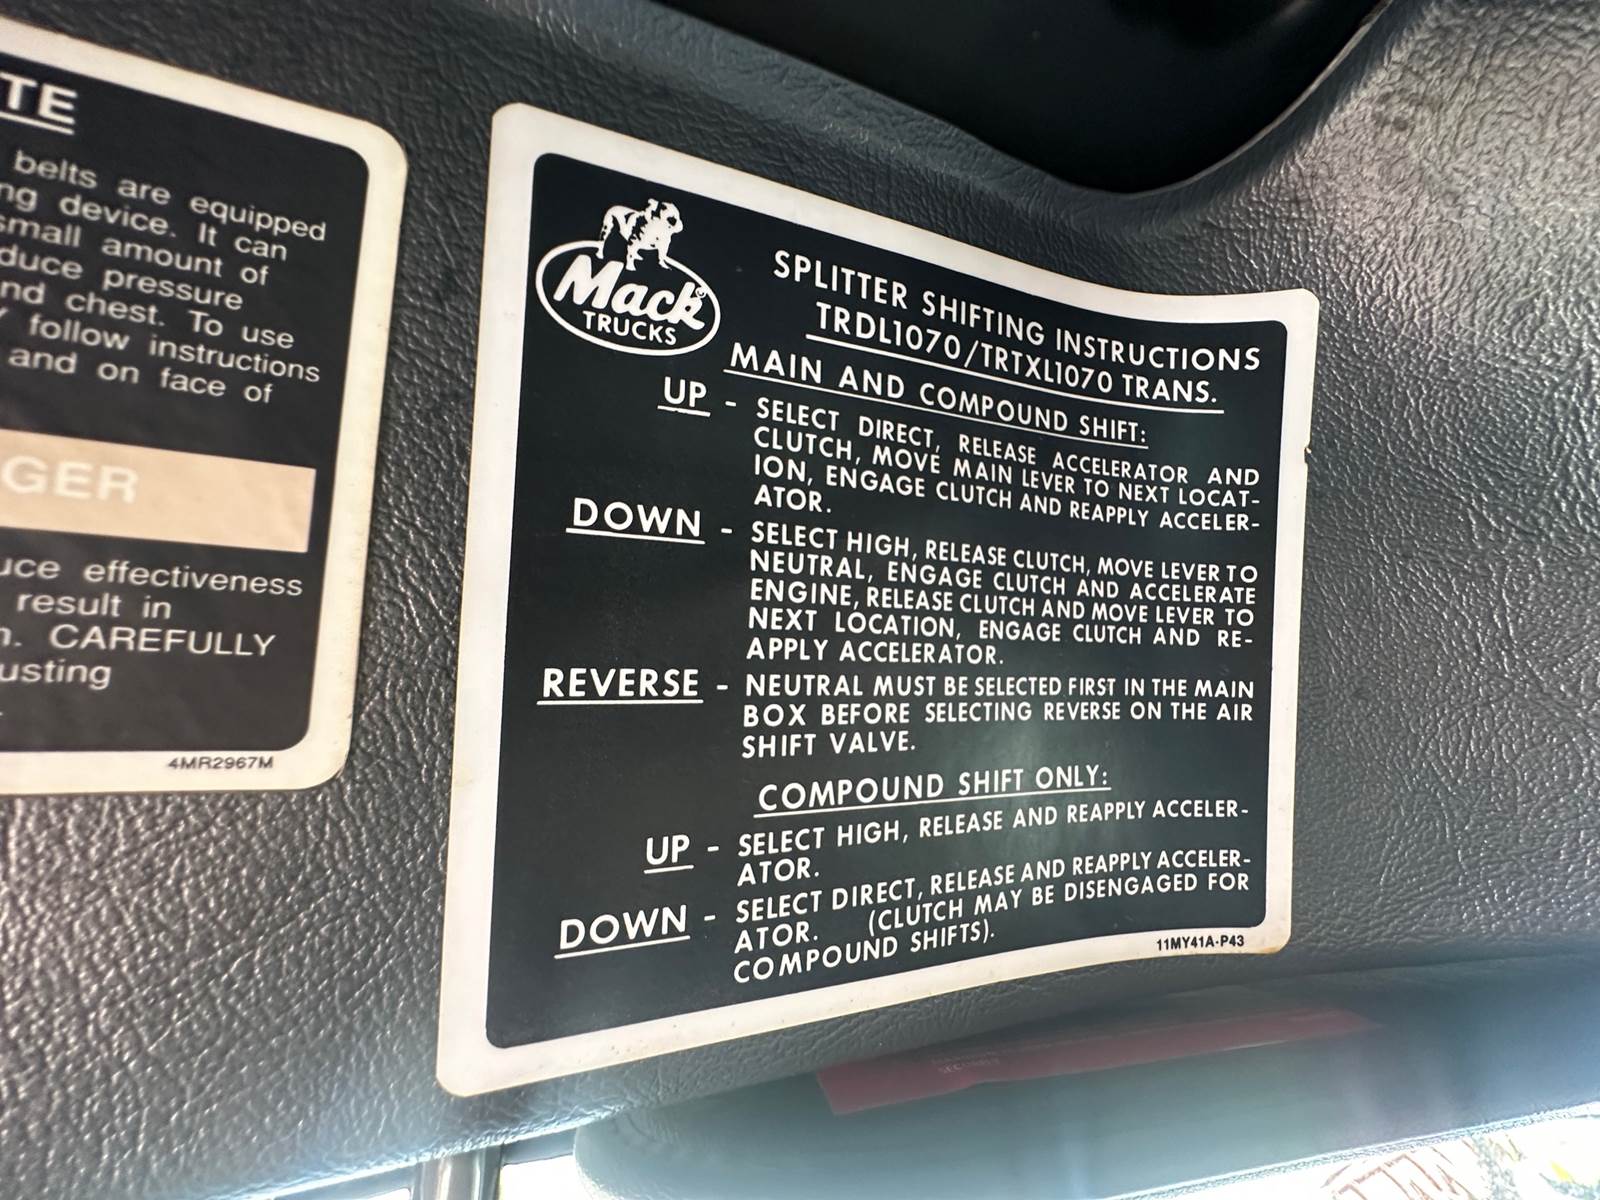 TE
belts are equipped
ng device. It can
small amount of
duce pressure
nd chest. To use
follow instructions
and on face of
GER
uce effectiveness
result in
CAREFULLY
usting
4MR2967M
Mack
TRUCKS
SPLITTER SHIFTING INSTRUCTIONS
TRDL1070/TRTXL1070 TRANS.
MAIN AND COMPOUND SHIFT:
UP - SELECT DIRECT, RELEASE ACCELERATOR AND
CLUTCH, MOVE MAIN LEVER TO NEXT LOCAT-
ION, ENGAGE CLUTCH AND REAPPLY ACCELER-
ATOR.
DOWN - SELECT HIGH, RELEASE CLUTCH, MOVE LEVER TO
NEUTRAL, ENGAGE CLUTCH AND ACCELERATE
ENGINE, RELEASE CLUTCH AND MOVE LEVER TO
NEXT LOCATION, ENGAGE CLUTCH AND RE-
APPLY ACCELERATOR.
REVERSE - NEUTRAL MUST BE SELECTED FIRST IN THE MAIN
BOX BEFORE SELECTING REVERSE ON THE AIR
SHIFT VALVE.
COMPOUND SHIFT ONLY:
UP - SELECT HIGH, RELEASE AND REAPPLY ACCELER-
ATOR.
DOWN - SELECT DIRECT, RELEASE AND REAPPLY ACCELER-
ATOR. (CLUTCH MAY BE DISENGAGED FOR
COMPOUND SHIFTS).
11MY41A-P43